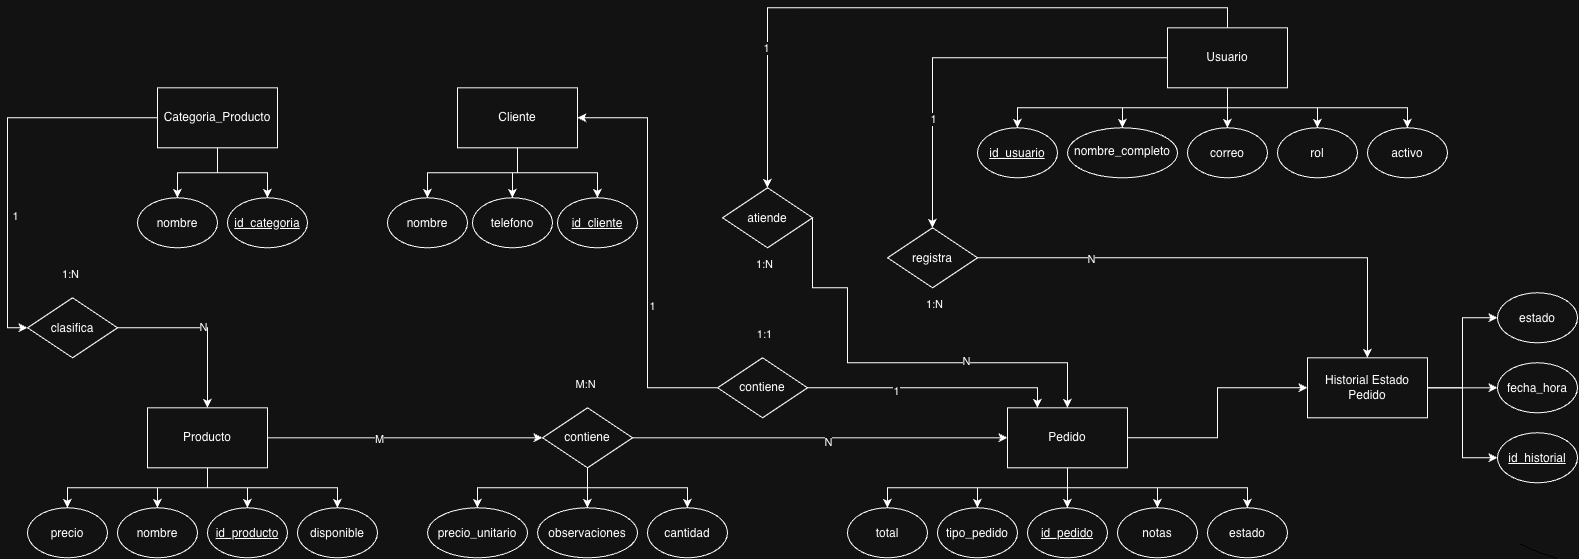 1
Usuario
Categoria_Producto
Cliente
1
id_usuario
nombre_completo
correo
rol
activo
nombre
id_categoria
nombre
telefono
id_cliente
1
atiende
registra
N
1:N
1:N
1:N
1
estado
clasifica
N
1:1
N
M:N
contiene
1
Historial Estado
Pedido
fecha_hora
Producto
M
contiene
N
Pedido
id_historial
precio
nombre
id_producto
disponible
precio_unitario
observaciones
cantidad
total
tipo_pedido
id_pedido
notas
estado